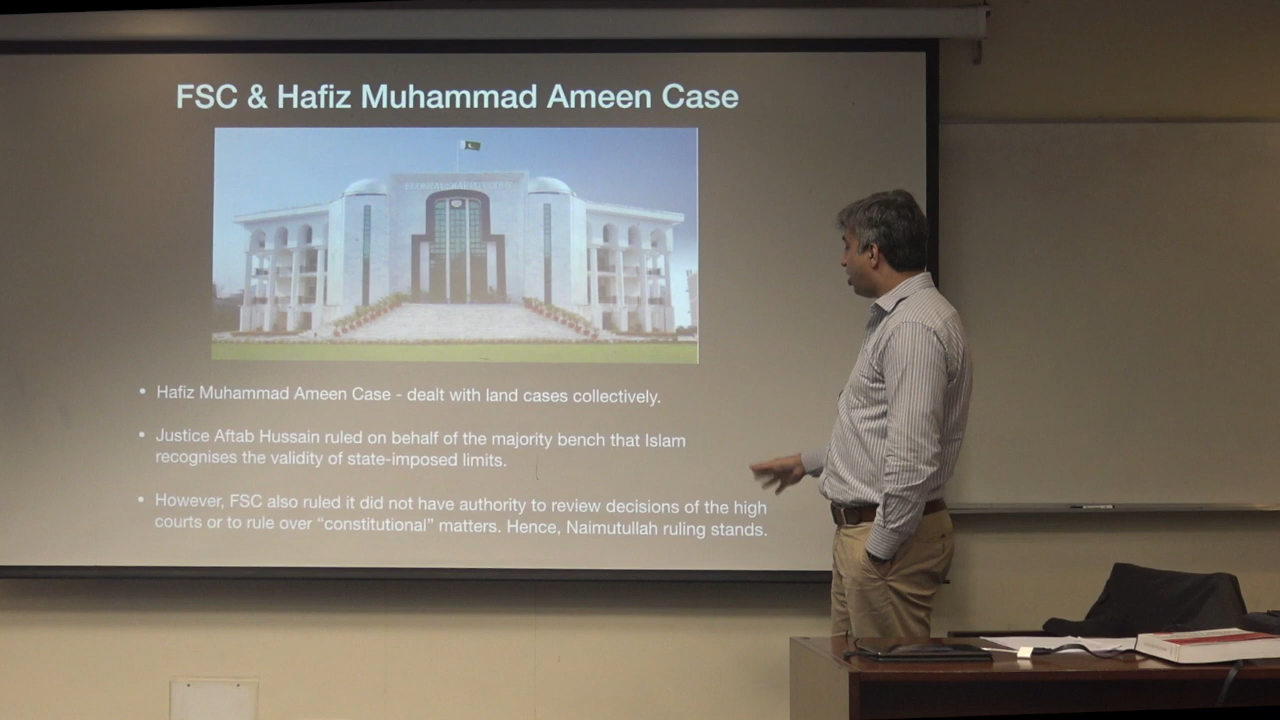 FSC & Hafiz Muhammad Ameen Case
• Hafiz Muhammad Ameen Case - dealt with land cases collectively.
• Justice Aftab Hussain ruled on behalf of the majority bench that Islam
recognises the validity of state-imposed limits.
• However, FSC also ruled it did not have authority to review decisions of the high
courts or to rule over “constitutional” matters. Hence, Naimutullah ruling stands.